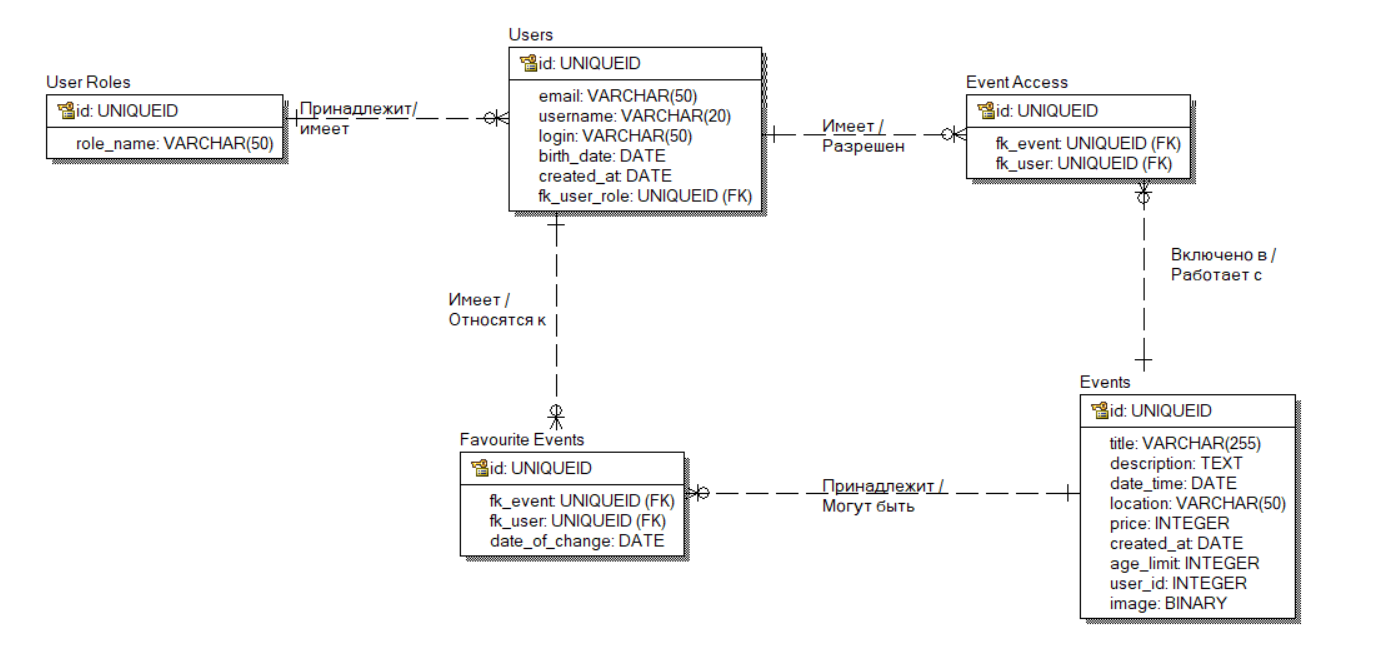 User Roles
id: UNIQUEID
role_name: VARCHAR(50)
Принадлежит/
имеет
Users
id: UNIQUEID
email: VARCHAR(50)
username: VARCHAR(20)
login: VARCHAR(50)
birth_date: DATE
created_at: DATE
fk_user_role: UNIQUEID (FK)
Имеет /
Разрешен
Event Access
id: UNIQUEID
fk_event: UNIQUEID (FK)
fk_user: UNIQUEID (FK)
Включено в /
Работает с
Имеет /
Относятся к
Favourite Events
id: UNIQUEID
fk_event: UNIQUEID (FK)
fk_user: UNIQUEID (FK)
date_of_change: DATE
Принадлежит /
Могут быть
Events
id: UNIQUEID
title: VARCHAR(255)
description: TEXT
date_time: DATE
location: VARCHAR(50)
price: INTEGER
created_at: DATE
age_limit: INTEGER
user_id: INTEGER
image: BINARY